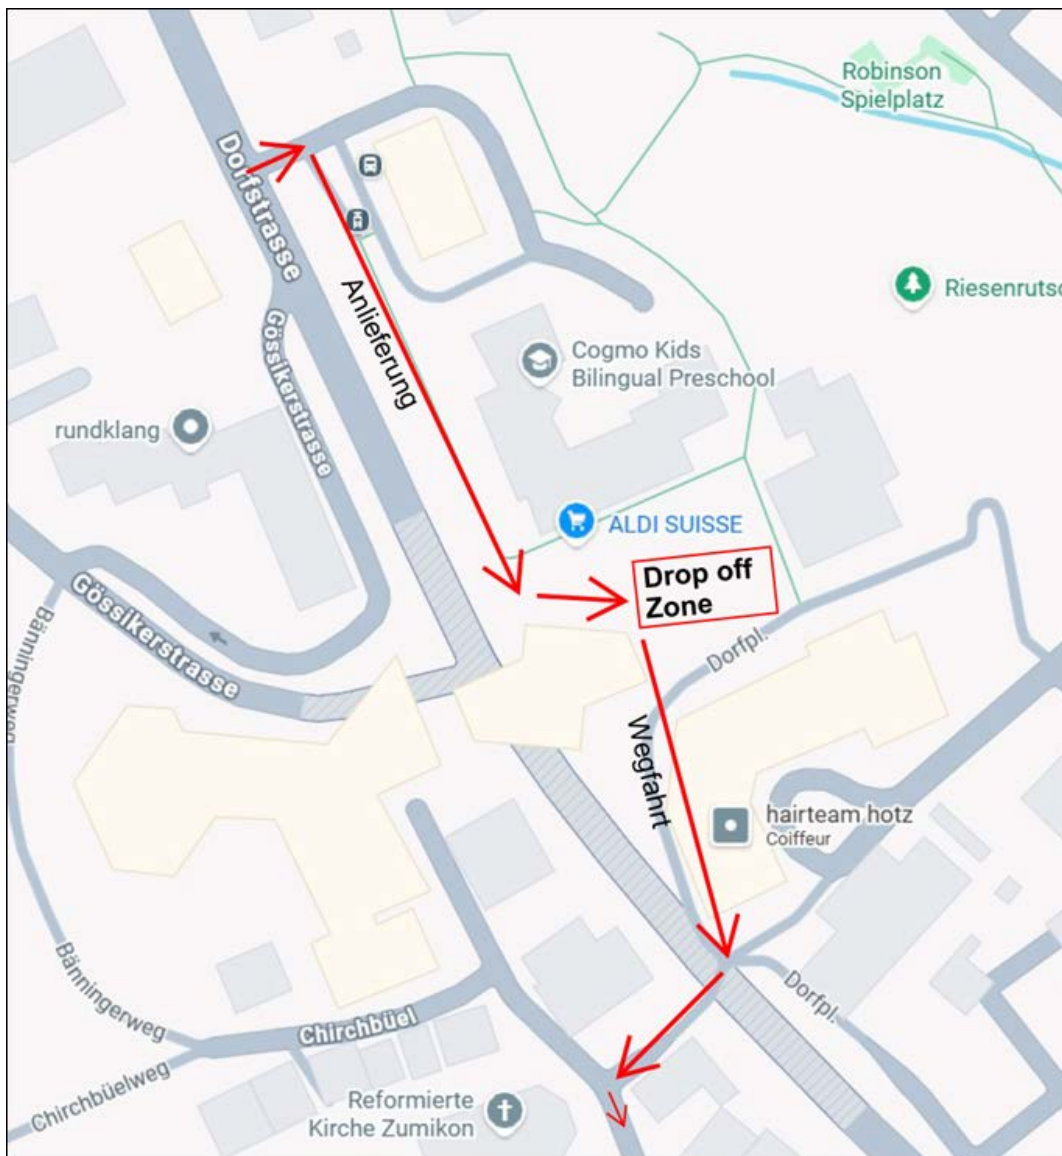 Robinson
Spielplatz
Dorfstrasse
Riesenrutsc
Anlieferung
Gössikerstrasse
Cogmo Kids
Bilingual Preschool
rundklang
ALDI SUISSE
Drop off
Zone
Gössikerstrasse
Bänningerweg
Dorfpl.
Wegfahrt
hairteam hotz
Coiffeur
Bänningerweg
Dorfpl.
Chirchbüel
Chirchbüelweg
Reformierte
Kirche Zumikon